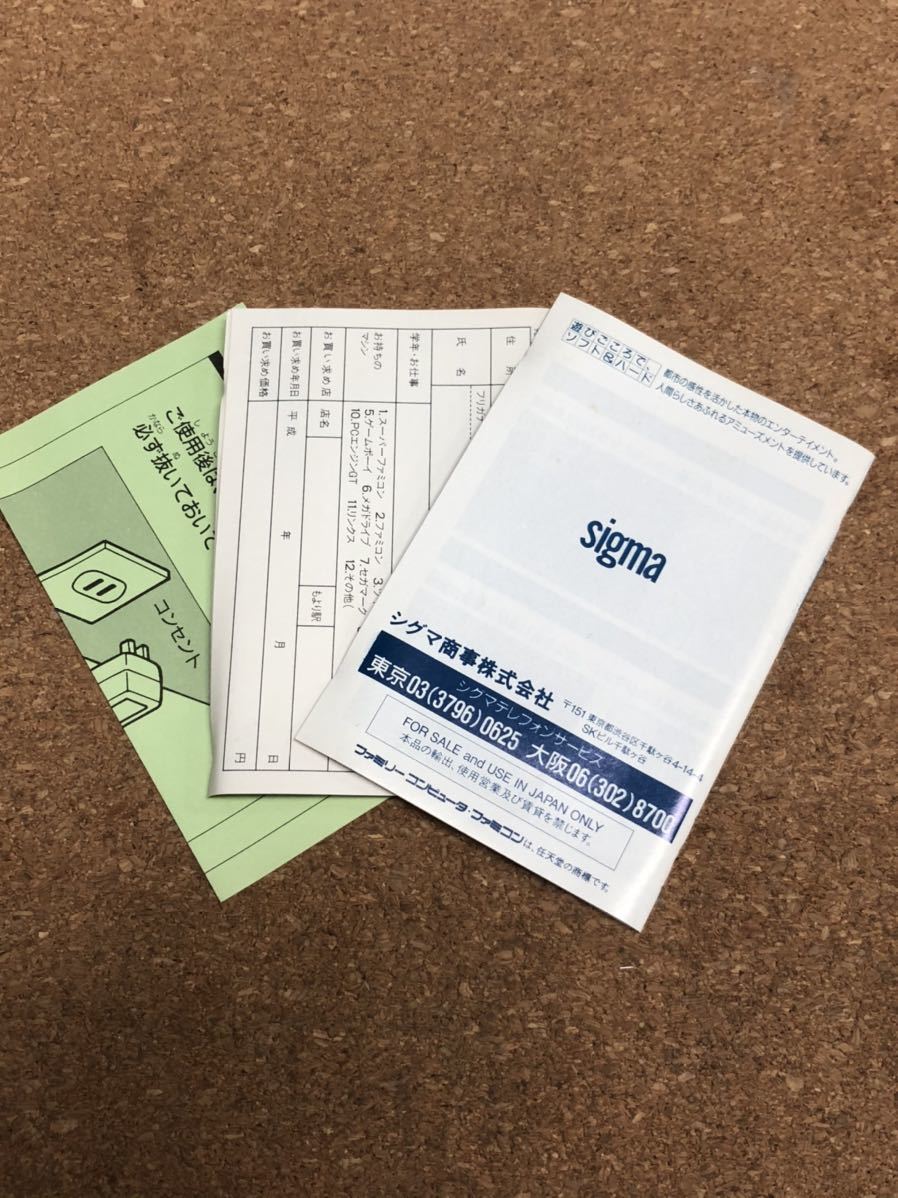 ご使用後は
しよう ご
必ず抜いておいて
かなら ぬ
コンセント
住
氏 名
フリガ
学年・お仕事
お持ちの
マシン
1.スーパーファミコン 2.ファミコン 3.
5.ゲームボーイ 6.メガドライブ 7.セガマーク
10.PCエンジンGT 11.リンクス 12.その他(
お買い求め店
店名
もより駅
お買い求め年月日
平成 年 月 日
お買い求め価格
円
遊びごころで、
ソフト&ハード
都市の感性を活かした本物のエンターテイメント。
人間らしさあふれるアミューズメントを提供しています。
sigma
シグマ商事株式会社
〒151 東京都渋谷区千駄ヶ谷4-14-4
SKビル千駄ヶ谷
シグマテレフォンサービス
東京03(3796)0625 大阪06(302)8700
FOR SALE and USE IN JAPAN ONLY
本品の輸出、使用営業及び賃貸を禁じます。
ファミリーコンピュータ・ファミコンは、任天堂の商標です。